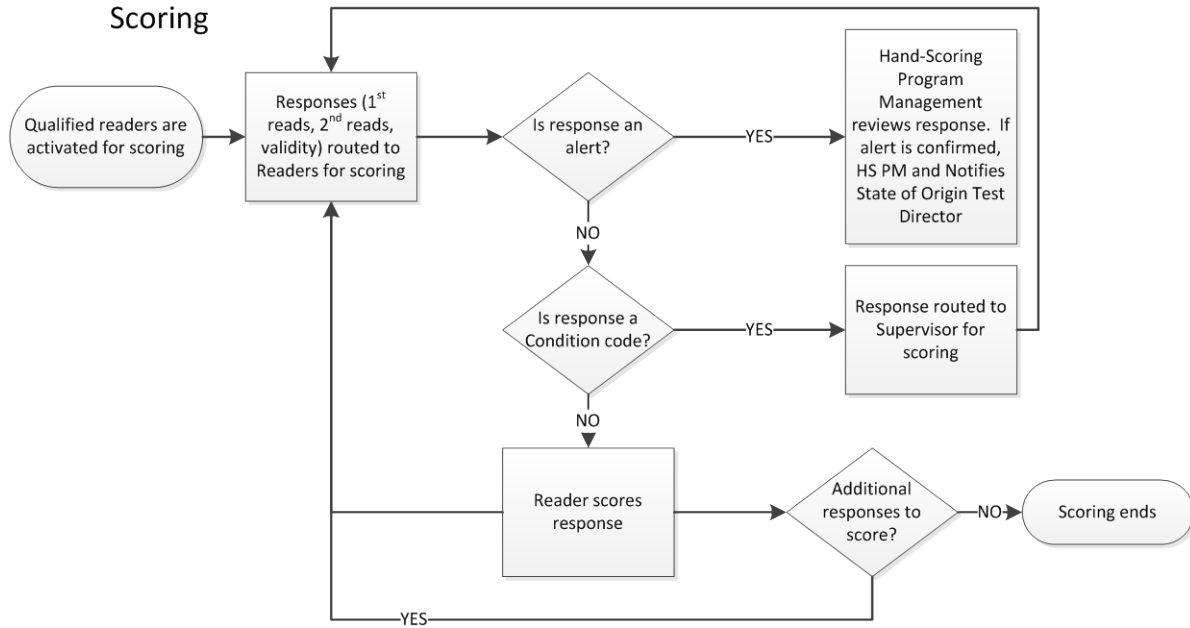 Scoring
Qualified readers are
activated for scoring
Responses (1st
reads, 2nd reads,
validity) routed to
Readers for scoring
Is response an
alert?
YES
Hand-Scoring
Program
Management
reviews response.  If
alert is confirmed,
HS PM and Notifies
State of Origin Test
Director
NO
Is response a
Condition code?
YES
Response routed to
Supervisor for
scoring
NO
Reader scores
response
Additional
responses to
score?
NO
Scoring ends
YES